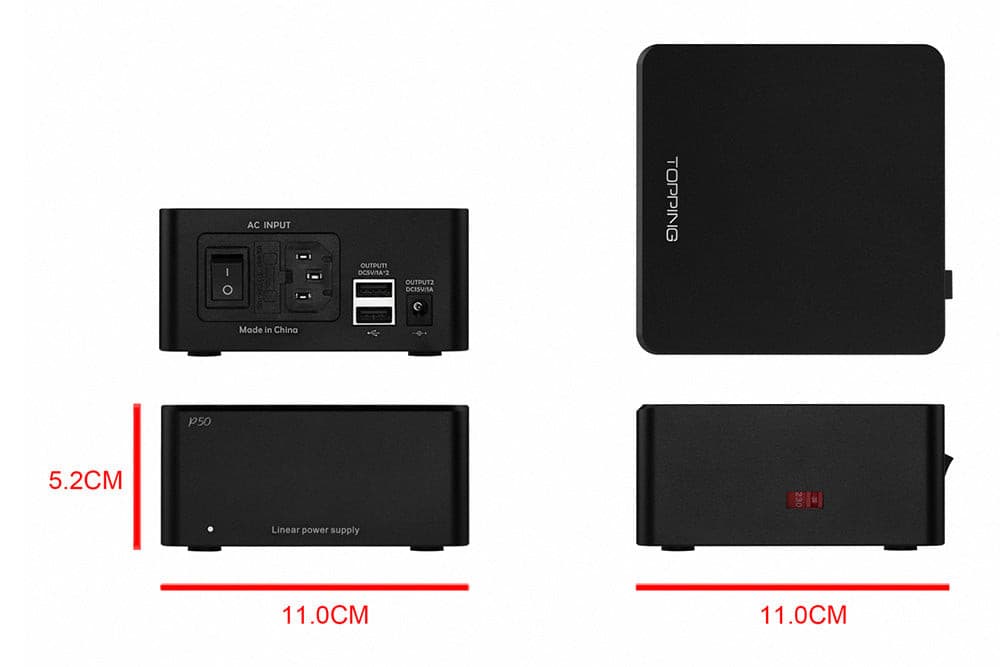 AC INPUT
OUTPUT1
DC5V/1A*2
OUTPUT2
DC15V/1A
Made in China
TOPPING
P50
Linear power supply
230
5.2CM
11.0CM
11.0CM